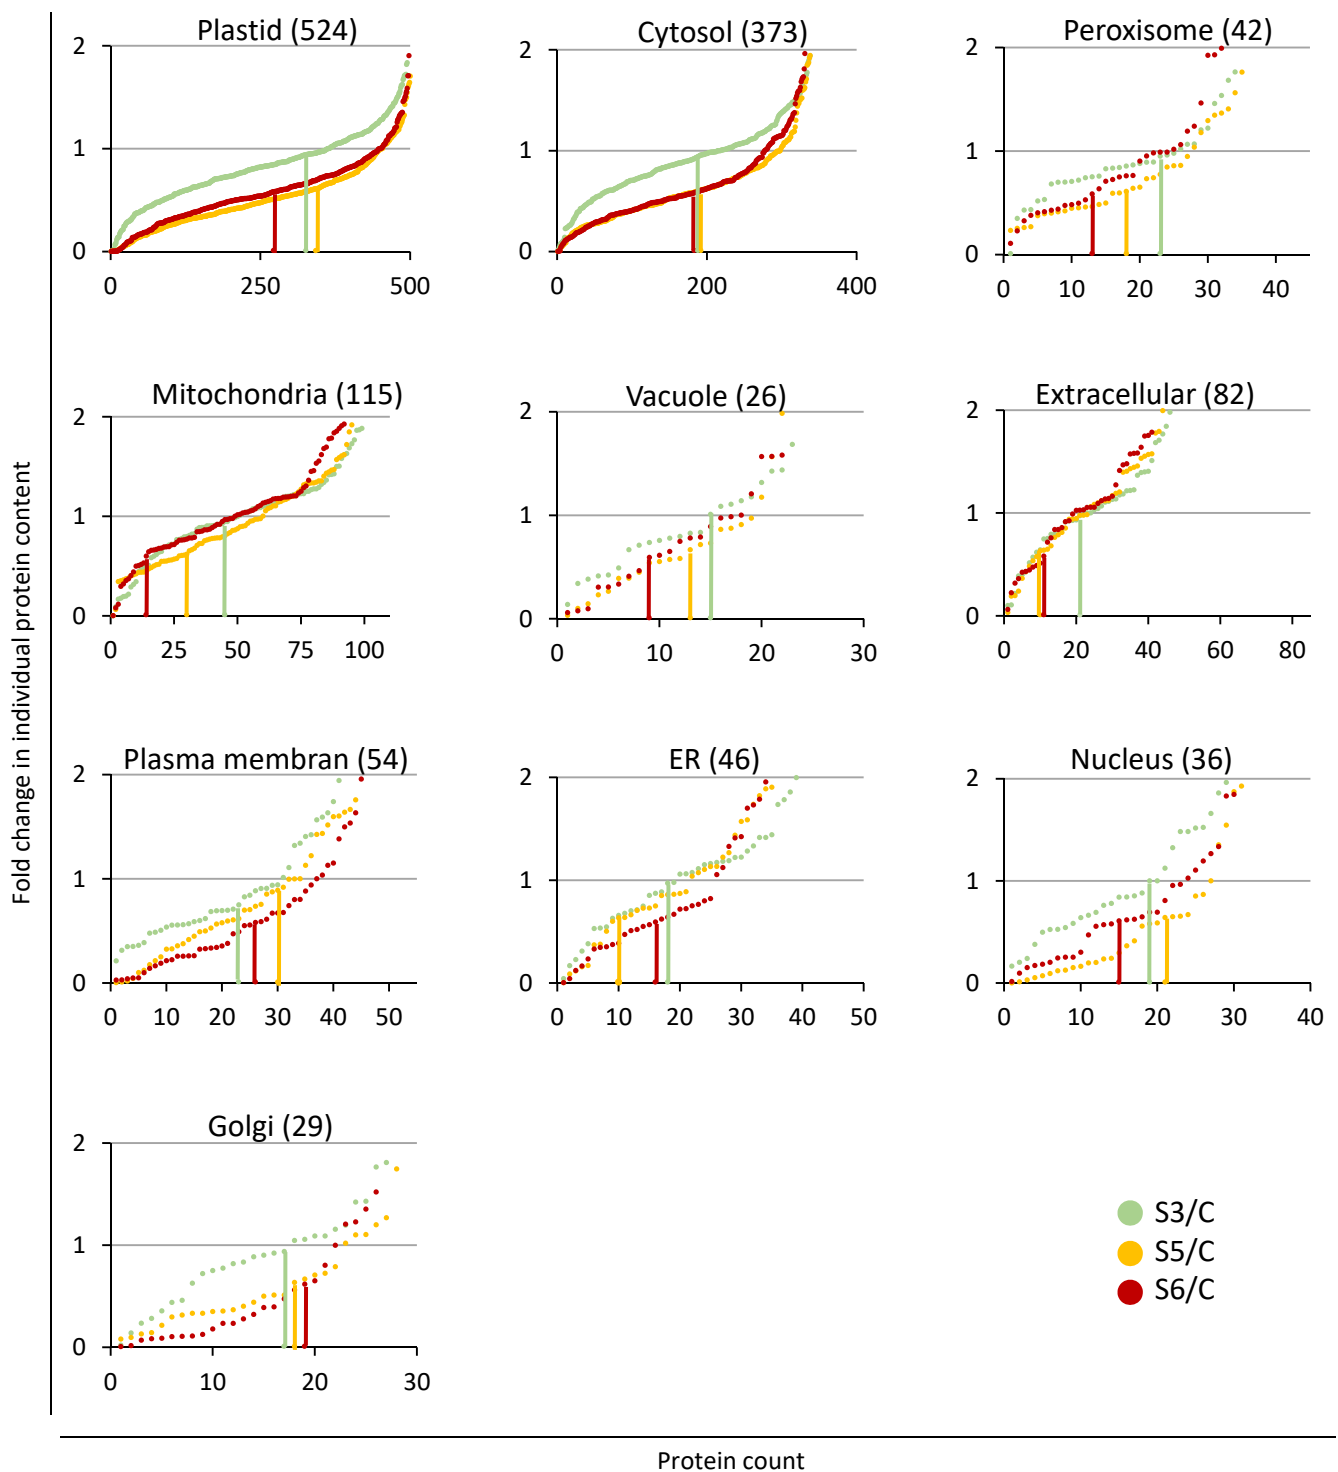 Plastid (524)
Cytosol (373)
Peroxisome (42)
2
1
0
0 250 500
2
1
0
0 200 400
2
1
0
0 10 20 30 40
Mitochondria (115)
Vacuole (26)
Extracellular (82)
2
1
0
0 25 50 75 100
2
1
0
0 10 20 30
2
1
0
0 20 40 60 80
Fold change in individual protein content
Plasma membran (54)
ER (46)
Nucleus (36)
2
1
0
0 10 20 30 40 50
2
1
0
0 10 20 30 40 50
2
1
0
0 10 20 30 40
Golgi (29)
2
1
0
0 10 20 30
S3/C
S5/C
S6/C
Protein count